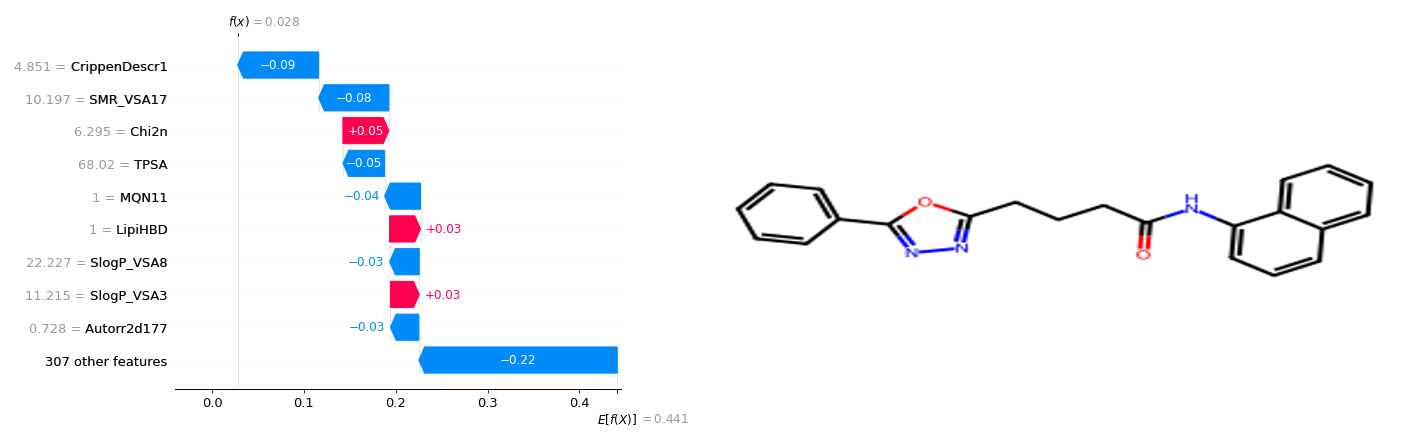 f(x) = 0.028
4.851 = CrippenDescr1
−0.09
10.197 = SMR_VSA17
−0.08
6.295 = Chi2n
+0.05
68.02 = TPSA
−0.05
1 = MQN11
−0.04
1 = LipiHBD
+0.03
22.227 = SlogP_VSA8
−0.03
11.215 = SlogP_VSA3
+0.03
0.728 = Autorr2d177
−0.03
307 other features
−0.22
0.0 0.1 0.2 0.3 0.4
E[f(X)] = 0.441
O
N
N
O
H
N